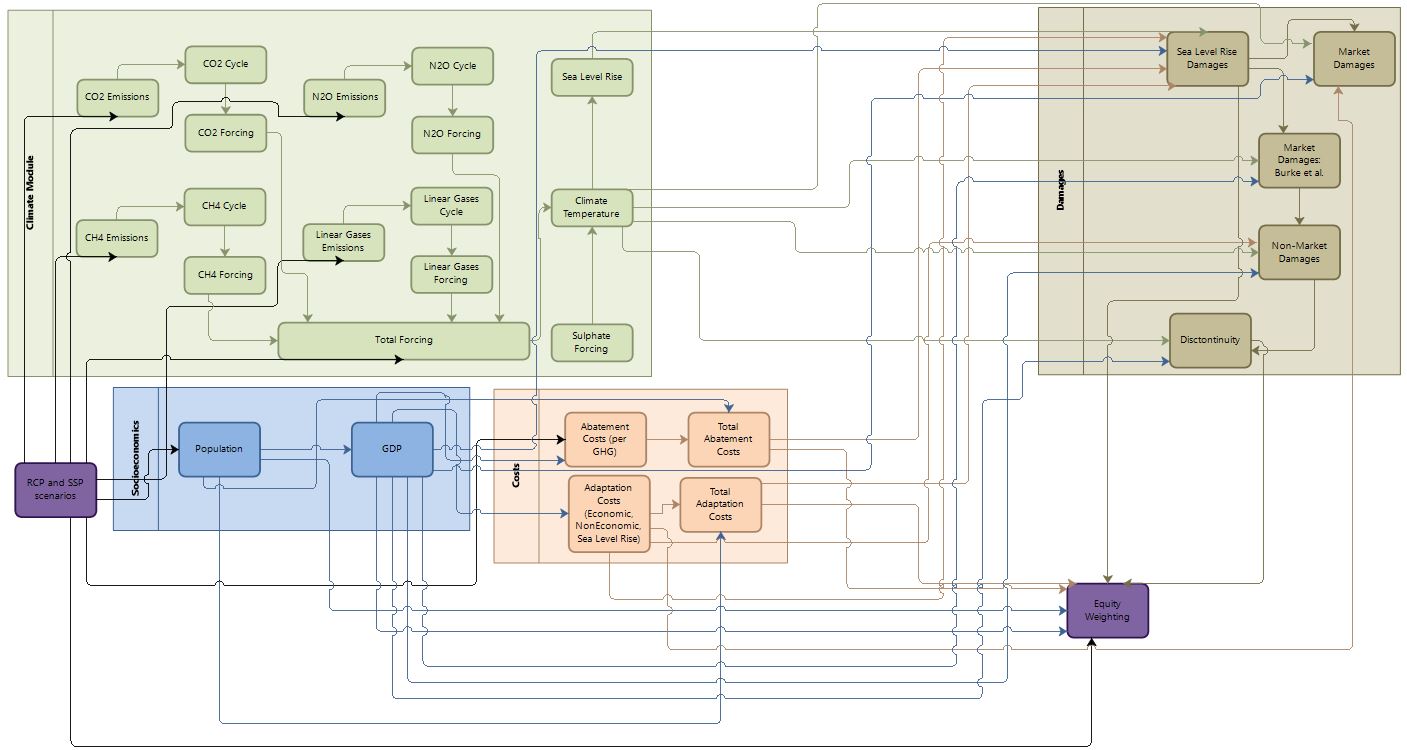 Climate Module
CO2 Emissions
CO2 Cycle
CO2 Forcing
N2O Emissions
N2O Cycle
N2O Forcing
CH4 Emissions
CH4 Cycle
CH4 Forcing
Linear Gases
Emissions
Linear Gases
Cycle
Linear Gases
Forcing
Total Forcing
Sea Level Rise
Climate
Temperature
Sulphate
Forcing
Damages
Sea Level Rise
Damages
Market
Damages
Market
Damages:
Burke et al.
Non-Market
Damages
Disctontinuity
Socioeconomics
Population
GDP
Costs
Abatement
Costs (per
GHG)
Total
Abatement
Costs
Adaptation
Costs
(Economic,
NonEconomic,
Sea Level Rise)
Total
Adaptation
Costs
RCP and SSP
scenarios
Equity
Weighting